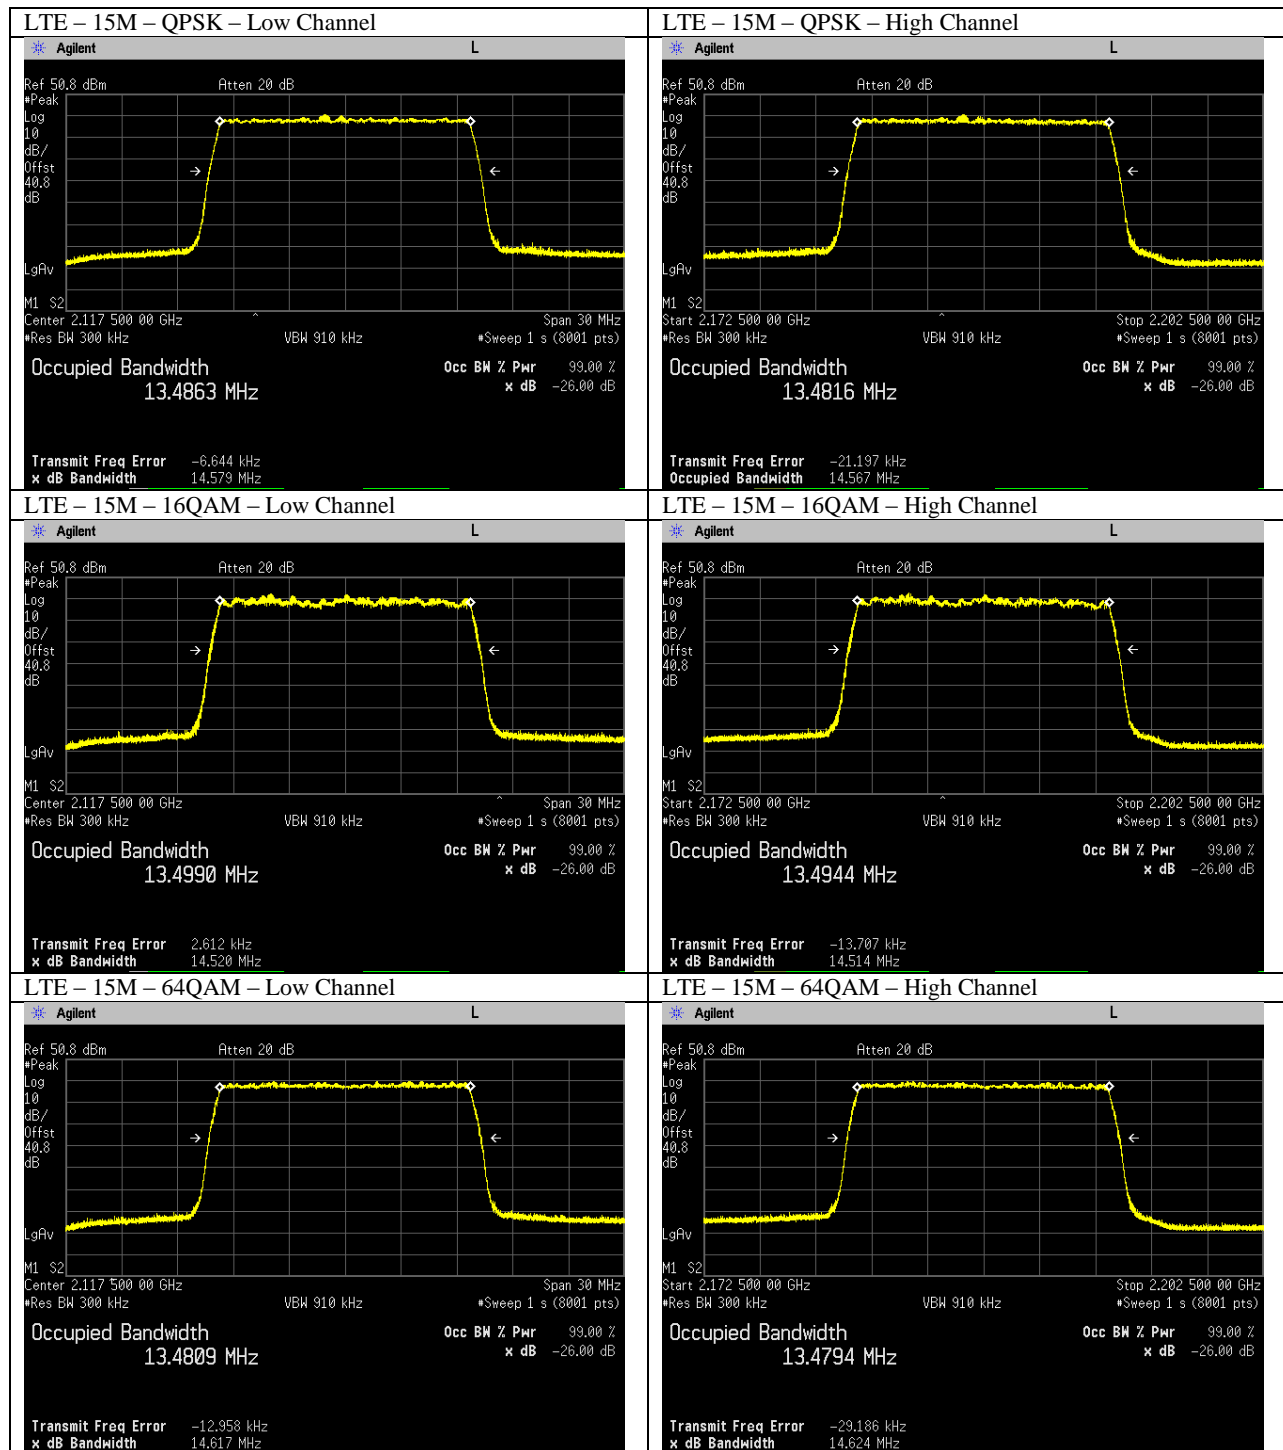 LTE – 15M – QPSK – Low Channel
Agilent
L
Ref 50.8 dBm Atten 20 dB
#Peak
Log
10
dB/
Offst
40.8
dB
LgAv
M1 S2
Center 2.117 500 00 GHz Span 30 MHz
#Res BW 300 kHz VBW 910 kHz #Sweep 1 s (8001 pts)
Occupied Bandwidth Occ BW % Pwr 99.00 %
13.4863 MHz x dB -26.00 dB
Transmit Freq Error -6.644 kHz
x dB Bandwidth 14.579 MHz
LTE – 15M – QPSK – High Channel
Agilent
L
Ref 50.8 dBm Atten 20 dB
#Peak
Log
10
dB/
Offst
40.8
dB
LgAv
M1 S2
Start 2.172 500 00 GHz Stop 2.202 500 00 GHz
#Res BW 300 kHz VBW 910 kHz #Sweep 1 s (8001 pts)
Occupied Bandwidth Occ BW % Pwr 99.00 %
13.4816 MHz x dB -26.00 dB
Transmit Freq Error -21.197 kHz
Occupied Bandwidth 14.567 MHz
LTE – 15M – 16QAM – Low Channel
Agilent
L
Ref 50.8 dBm Atten 20 dB
#Peak
Log
10
dB/
Offst
40.8
dB
LgAv
M1 S2
Center 2.117 500 00 GHz Span 30 MHz
#Res BW 300 kHz VBW 910 kHz #Sweep 1 s (8001 pts)
Occupied Bandwidth Occ BW % Pwr 99.00 %
13.4990 MHz x dB -26.00 dB
Transmit Freq Error 2.612 kHz
x dB Bandwidth 14.520 MHz
LTE – 15M – 16QAM – High Channel
Agilent
L
Ref 50.8 dBm Atten 20 dB
#Peak
Log
10
dB/
Offst
40.8
dB
LgAv
M1 S2
Start 2.172 500 00 GHz Stop 2.202 500 00 GHz
#Res BW 300 kHz VBW 910 kHz #Sweep 1 s (8001 pts)
Occupied Bandwidth Occ BW % Pwr 99.00 %
13.4944 MHz x dB -26.00 dB
Transmit Freq Error -13.707 kHz
x dB Bandwidth 14.514 MHz
LTE – 15M – 64QAM – Low Channel
Agilent
L
Ref 50.8 dBm Atten 20 dB
#Peak
Log
10
dB/
Offst
40.8
dB
LgAv
M1 S2
Center 2.117 500 00 GHz Span 30 MHz
#Res BW 300 kHz VBW 910 kHz #Sweep 1 s (8001 pts)
Occupied Bandwidth Occ BW % Pwr 99.00 %
13.4809 MHz x dB -26.00 dB
Transmit Freq Error -12.958 kHz
x dB Bandwidth 14.617 MHz
LTE – 15M – 64QAM – High Channel
Agilent
L
Ref 50.8 dBm Atten 20 dB
#Peak
Log
10
dB/
Offst
40.8
dB
LgAv
M1 S2
Start 2.172 500 00 GHz Stop 2.202 500 00 GHz
#Res BW 300 kHz VBW 910 kHz #Sweep 1 s (8001 pts)
Occupied Bandwidth Occ BW % Pwr 99.00 %
13.4794 MHz x dB -26.00 dB
Transmit Freq Error -29.186 kHz
x dB Bandwidth 14.624 MHz